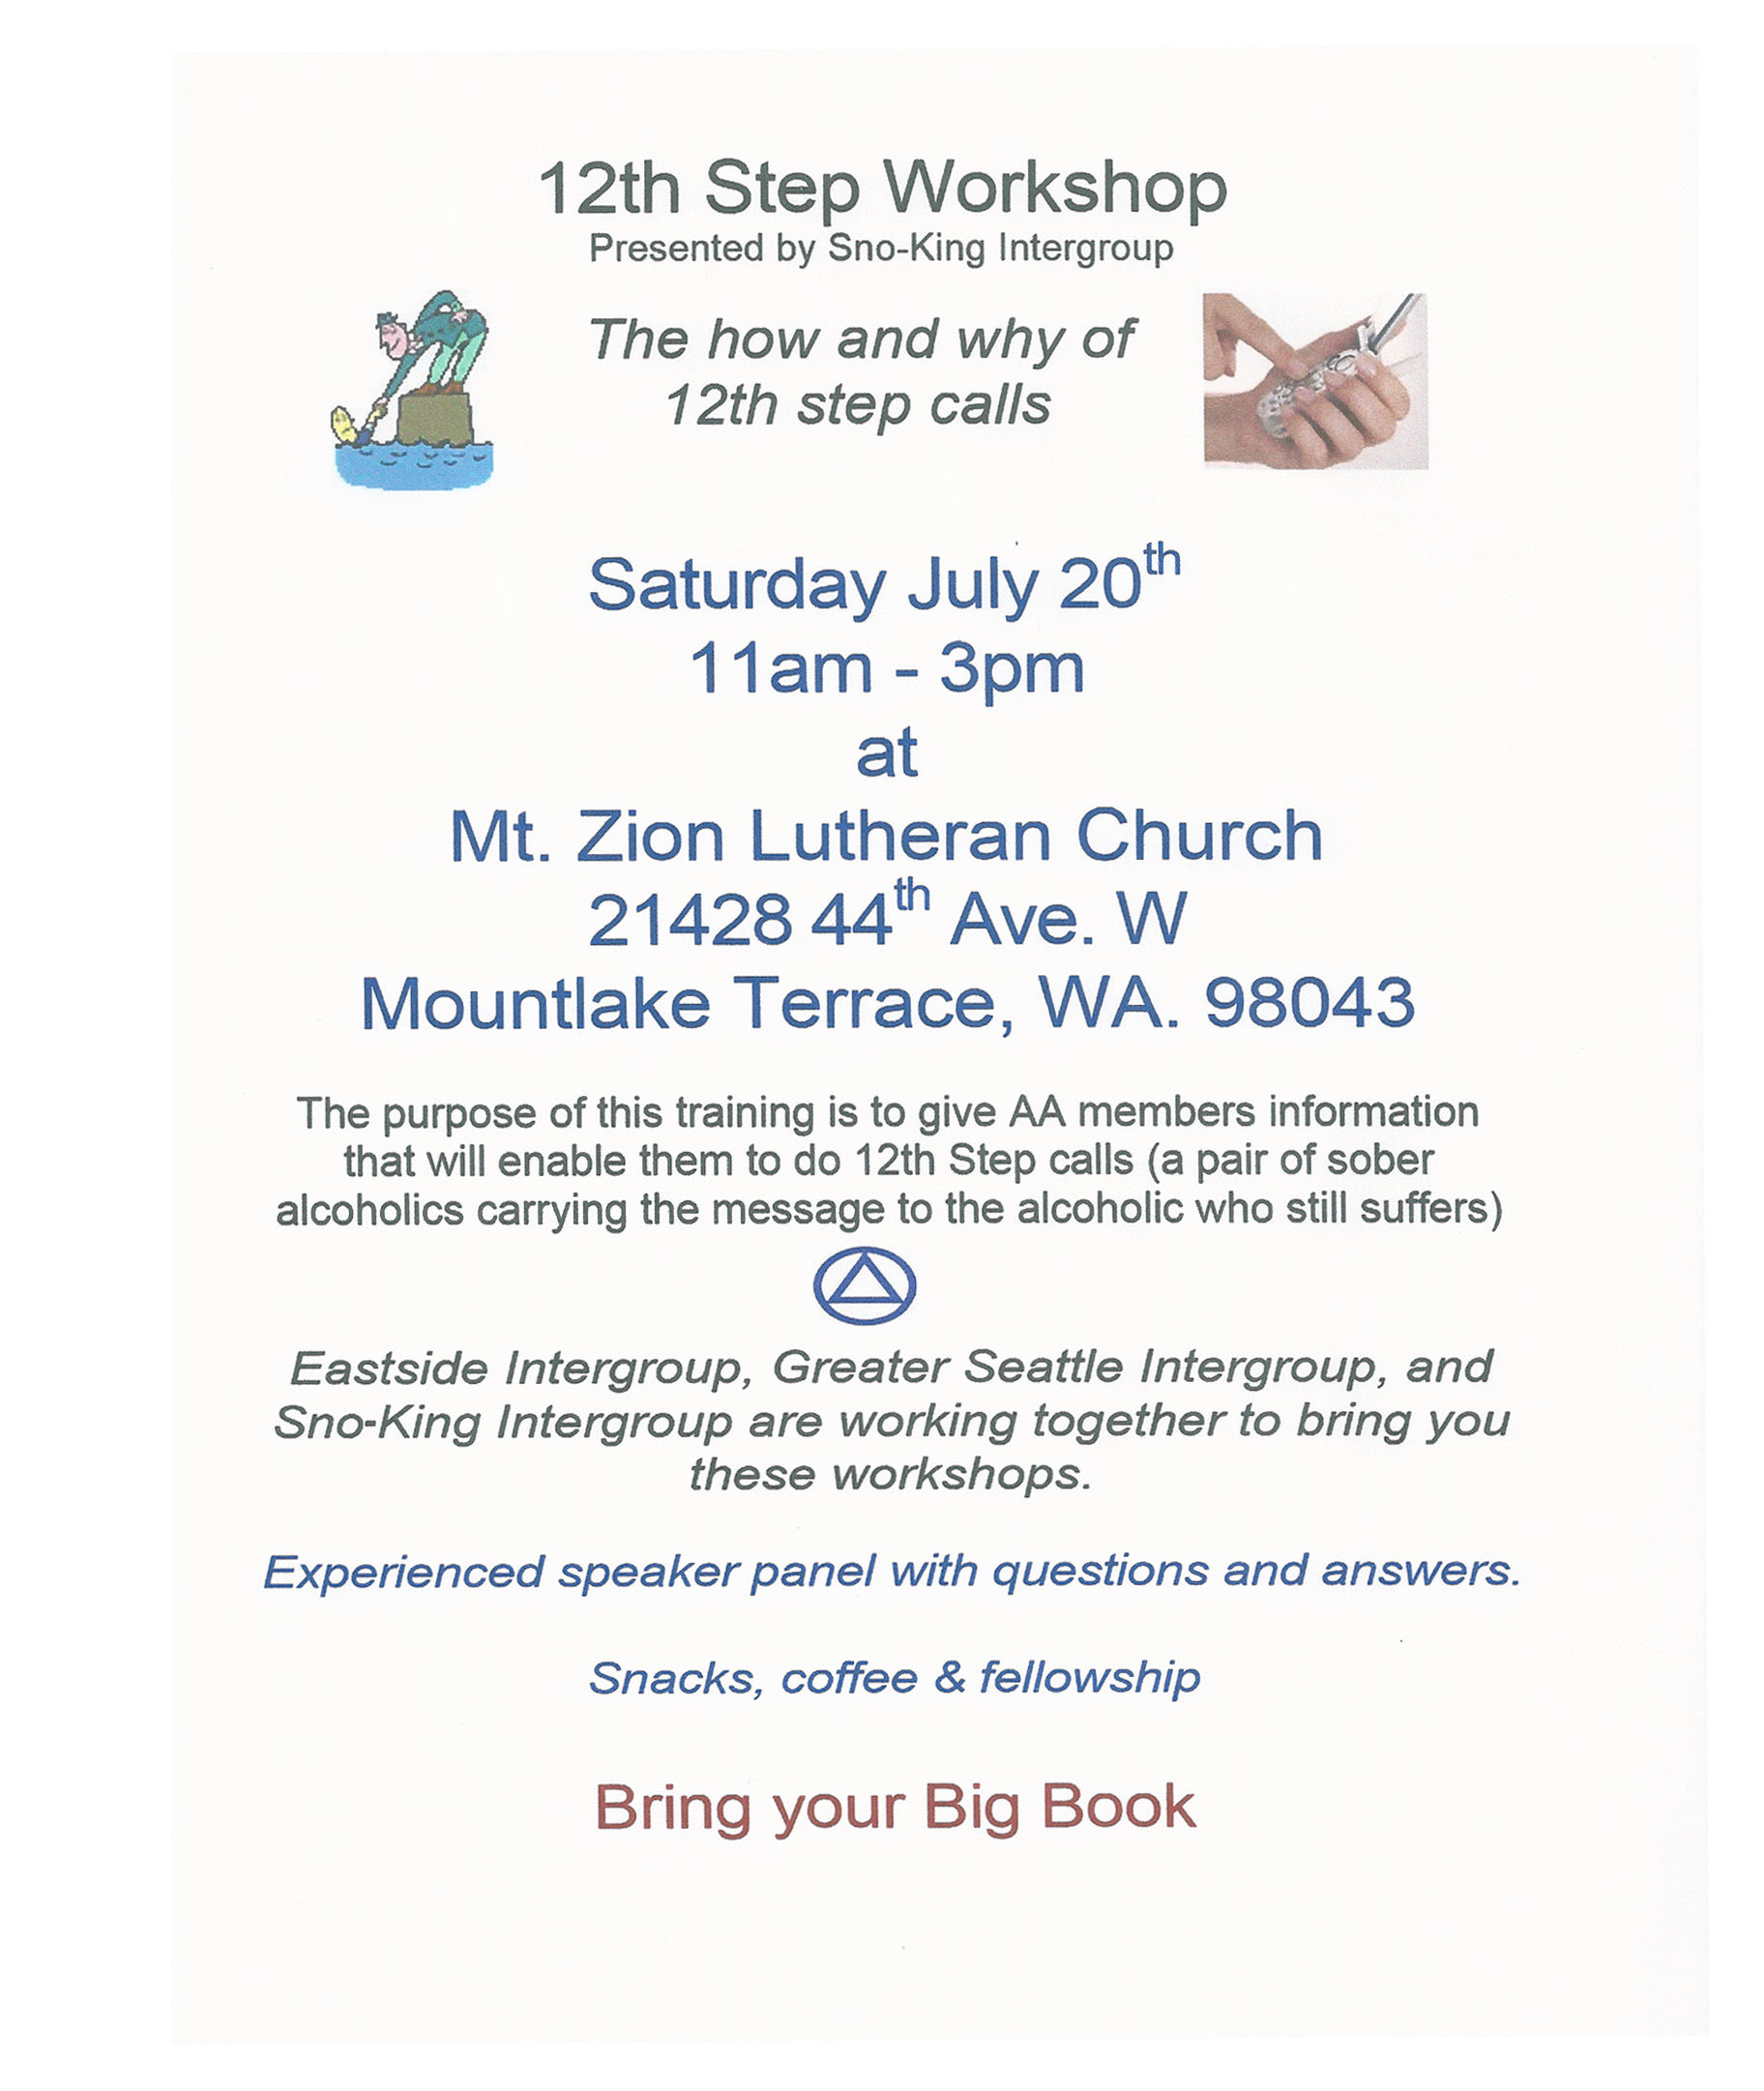 12th Step Workshop
Presented by Sno-King Intergroup
The how and why of
12th step calls
Saturday July 20th
11am - 3pm
at
Mt. Zion Lutheran Church
21428 44th Ave. W
Mountlake Terrace, WA. 98043
The purpose of this training is to give AA members information
that will enable them to do 12th Step calls (a pair of sober
alcoholics carrying the message to the alcoholic who still suffers)
Eastside Intergroup, Greater Seattle Intergroup, and
Sno-King Intergroup are working together to bring you
these workshops.
Experienced speaker panel with questions and answers.
Snacks, coffee & fellowship
Bring your Big Book